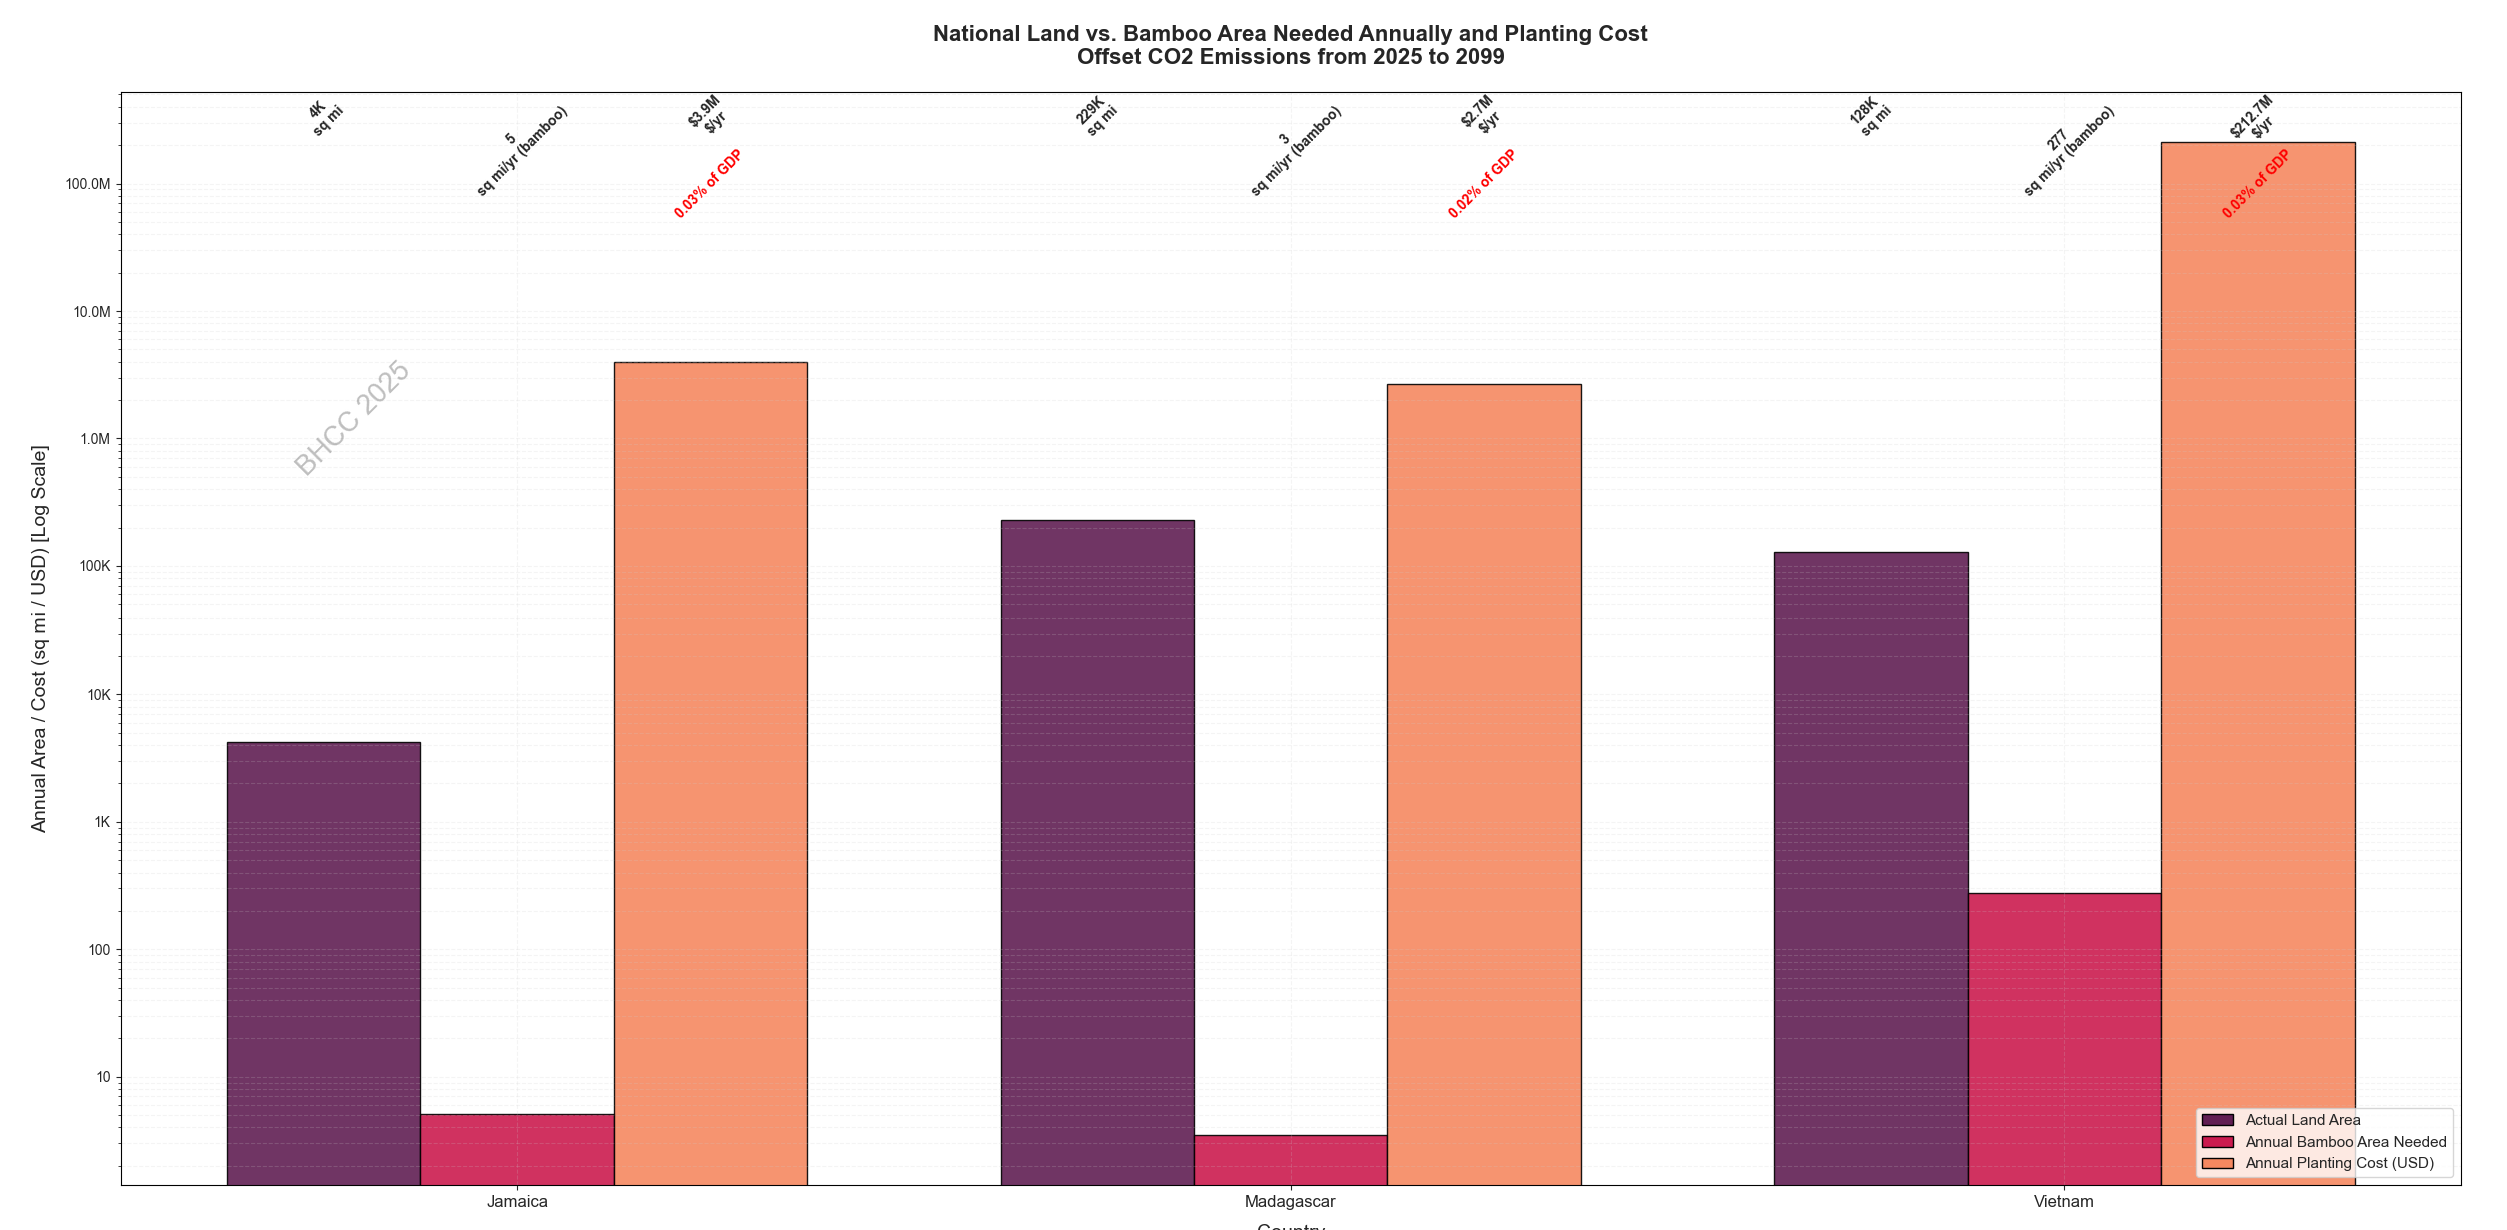 National Land vs. Bamboo Area Needed Annually and Planting Cost
Offset CO2 Emissions from 2025 to 2099
4K
sq mi
5
sq mi/yr (bamboo)
$3.9M
$/yr
0.03% of GDP
229K
sq mi
3
sq mi/yr (bamboo)
$2.7M
$/yr
0.02% of GDP
128K
sq mi
277
sq mi/yr (bamboo)
$212.7M
$/yr
0.03% of GDP
100.0M
10.0M
1.0M
100K
10K
1K
100
10
Annual Area / Cost (sq mi / USD) [Log Scale]
BHCC 2025
Actual Land Area
Annual Bamboo Area Needed
Annual Planting Cost (USD)
Jamaica
Madagascar
Vietnam
Country